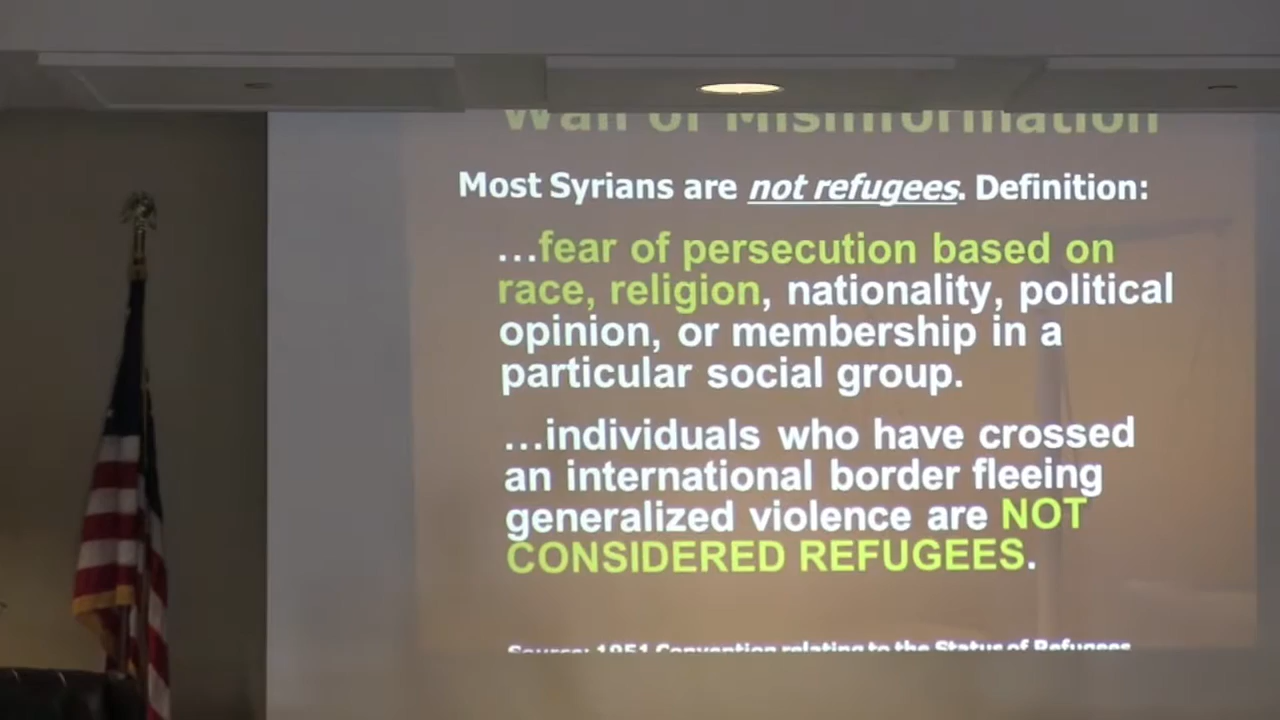 Wall of Misinformation
Most Syrians are not refugees. Definition:
...fear of persecution based on
race, religion, nationality, political
opinion, or membership in a
particular social group.
...individuals who have crossed
an international border fleeing
generalized violence are NOT
CONSIDERED REFUGEES.
Source: 1951 Convention relating to the Status of Refugees